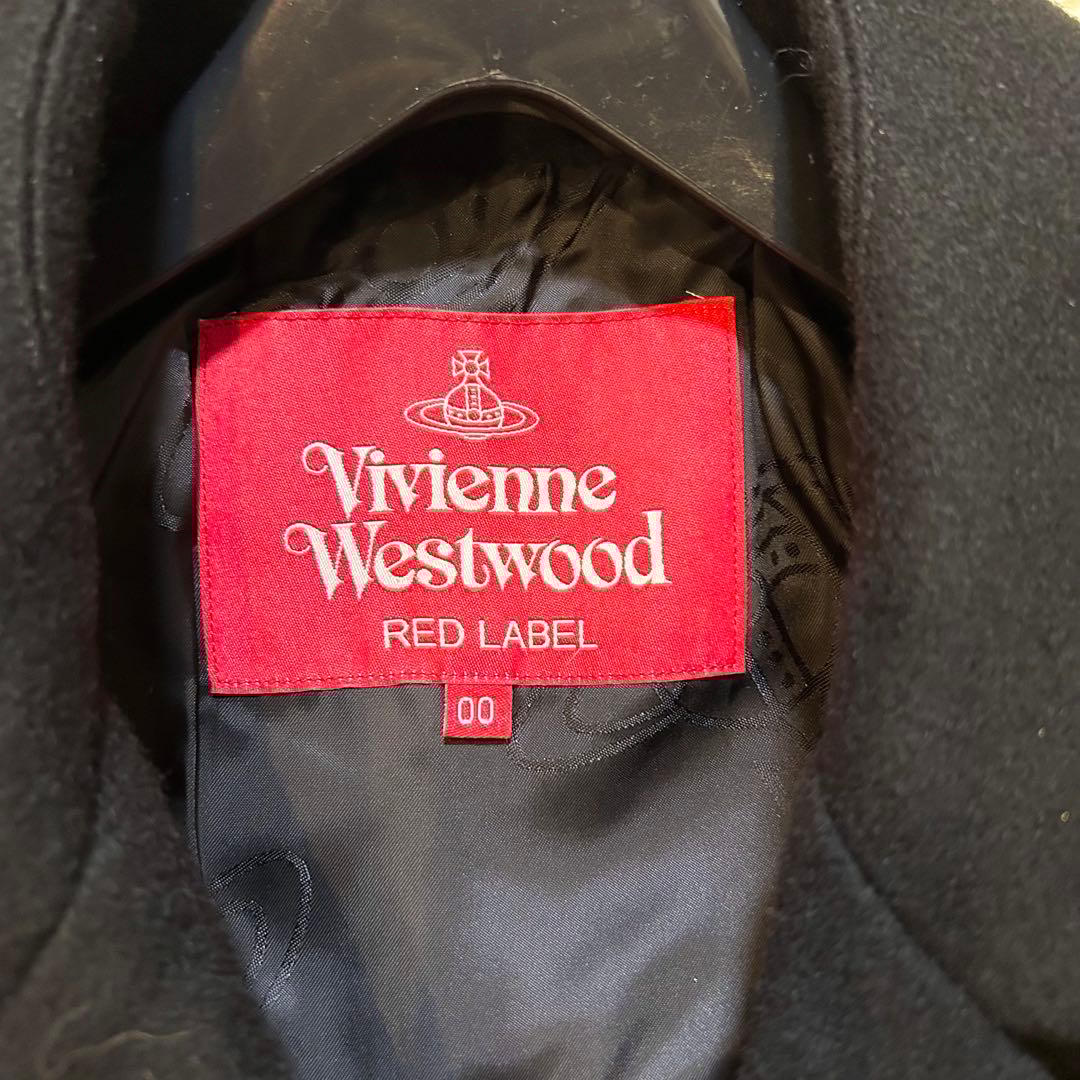 Vivienne
Westwood
RED LABEL
00